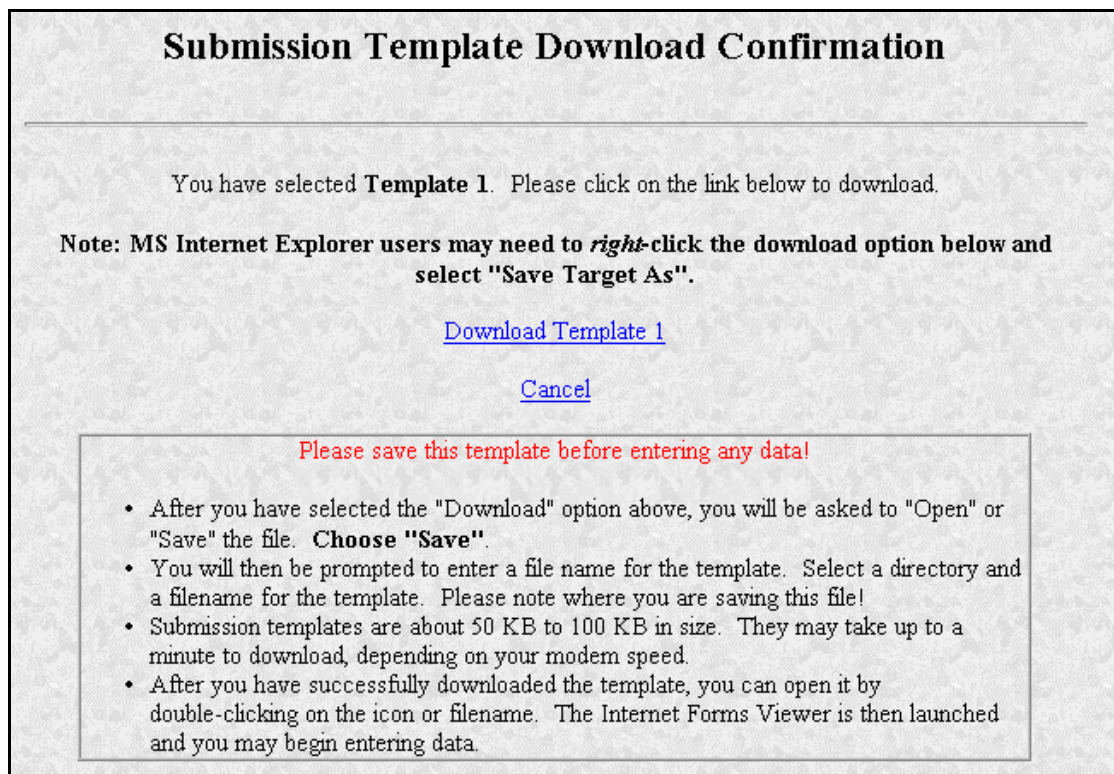 Submission Template Download Confirmation
You have selected Template 1. Please click on the link below to download.
Note: MS Internet Explorer users may need to right-click the download option below and
select "Save Target As".
Download Template 1
Cancel
Please save this template before entering any data!
• After you have selected the "Download" option above, you will be asked to "Open" or
"Save" the file. Choose "Save".
• You will then be prompted to enter a file name for the template. Select a directory and
a filename for the template. Please note where you are saving this file!
• Submission templates are about 50 KB to 100 KB in size. They may take up to a
minute to download, depending on your modem speed.
• After you have successfully downloaded the template, you can open it by
double-clicking on the icon or filename. The Internet Forms Viewer is then launched
and you may begin entering data.